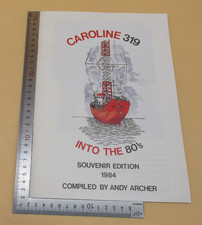 CAROLINE 319
INTO THE 80's
SOUVENIR EDITION
1984
COMPILED BY ANDY ARCHER